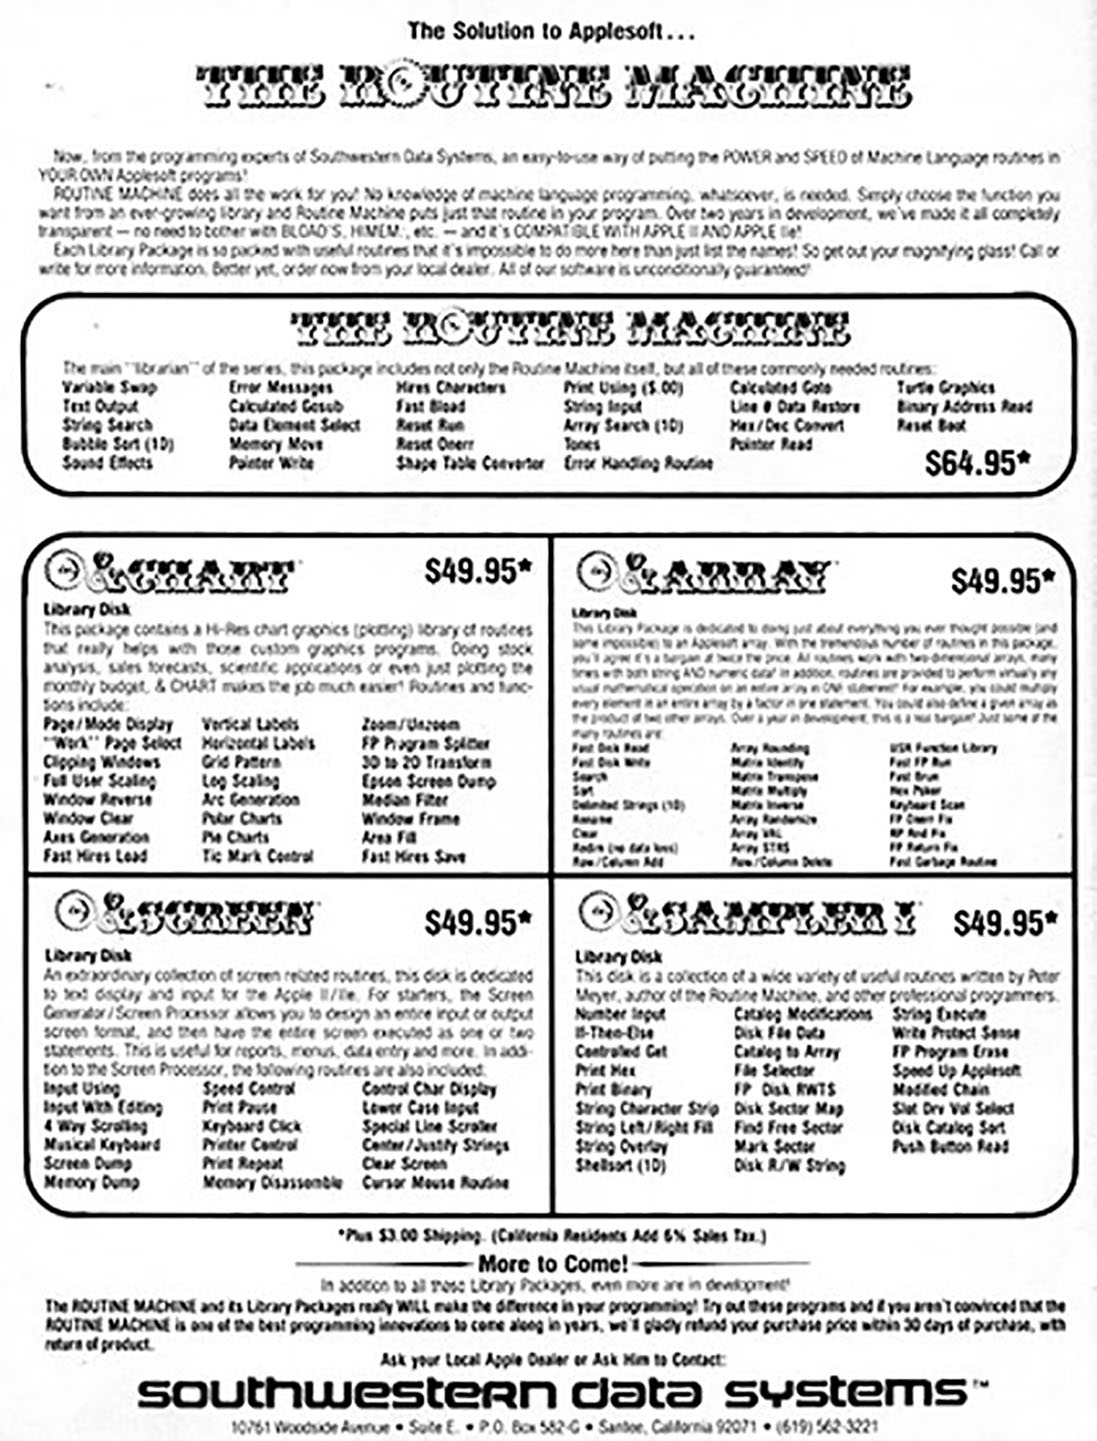 The Solution to Applesoft...
THE ROUTINE MACHINE
Now, from the programming experts of Southwestern Data Systems, an easy-to-use way of putting the POWER and SPEED of Machine Language routines in
YOUR OWN Applesoft programs!
ROUTINE MACHINE does all the work for you! No knowledge of machine language programming, whatsoever, is needed. Simply choose the function you
want from an ever-growing library and Routine Machine puts just that routine in your program. Over two years in development, we've made it all completely
transparent — no need to bother with BLOAD'S, HIMEM:, etc. — and it's COMPATIBLE WITH APPLE II AND APPLE IIe!
Each Library Package is so packed with useful routines that it's impossible to do more here than just list the names! So get out your magnifying glass! Call or
write for more information. Better yet, order now from your local dealer. All of our software is unconditionally guaranteed!
THE ROUTINE MACHINE
The main "librarian" of the series, this package includes not only the Routine Machine itself, but all of these commonly needed routines:
Variable Swap Error Messages Hires Characters Print Using ($.00) Calculated Goto Turtle Graphics
Text Output Calculated Gosub Fast Bload String Input Line # Data Restore Binary Address Read
String Search Data Element Select Reset Run Array Search (1D) Hex/Dec Convert Reset Boot
Bubble Sort (1D) Memory Move Reset Onerr Tones Pointer Read
Sound Effects Pointer Write Shape Table Converter Error Handling Routine
$64.95*
&CHART $49.95*
Library Disk
This package contains a Hi-Res chart graphics (plotting) library of routines
that really helps with those custom graphics programs. Doing stock
analysis, sales forecasts, scientific applications or even just plotting the
monthly budget, & CHART makes the job much easier! Routines and func-
tions include:
Page/Mode Display Vertical Labels Zoom/Unzoom
"Work" Page Select Horizontal Labels FP Program Splitter
Clipping Windows Grid Pattern 3D to 2D Transform
Full User Scaling Log Scaling Epson Screen Dump
Window Reverse Arc Generation Median Filter
Window Clear Polar Charts Window Frame
Axes Generation Pie Charts Area Fill
Fast Hires Load Tic Mark Control Fast Hires Save
&ARRAY $49.95*
Library Disk
This Library Package is dedicated to doing just about everything you ever thought possible (and
some impossible) to an Applesoft array. With the tremendous number of routines in this package,
you'll agree it's a bargain at twice the price. All routines work with two-dimensional arrays, many
times with both string AND numeric data! In addition, routines are provided to perform virtually any
usual mathematical operation on an entire array in ONE statement! For example, you could multiply
every element in an entire array by a factor in one statement. You could also define a given array as
the product of two other arrays. Over a year in development, this is a real bargain! Just some of the
many routines are:
Fast Disk Read Array Rounding USR Function Library
Fast Disk Write Matrix Identify Fast FP Run
Search Matrix Transpose Fast Brun
Sort Matrix Multiply Hex Poker
Delimited Strings (1D) Matrix Inverse Keyboard Scan
Rename Array Randomize FP Onerr Fix
Clear Array VAL And Fix
Redim (no data loss) Array STR$ FP Return Fix
Row/Column Add Row/Column Delete Fast Garbage Routine
&SCREEN $49.95*
Library Disk
An extraordinary collection of screen related routines, this disk is dedicated
to text display and input for the Apple II/IIe. For starters, the Screen
Generator/Screen Processor allows you to design an entire input or output
screen format, and then have the entire screen executed as one or two
statements. This is useful for reports, menus, data entry and more. In addi-
tion to the Screen Processor, the following routines are also included:
Input Using Speed Control Control Char Display
Input With Editing Print Pause Lower Case Input
4 Way Scrolling Keyboard Click Special Line Scroller
Musical Keyboard Printer Control Center/Justify Strings
Screen Dump Print Repeat Clear Screen
Memory Dump Memory Disassemble Cursor Mouse Routine
&SAMPLER I $49.95*
Library Disk
This disk is a collection of a wide variety of useful routines written by Peter
Meyer, author of the Routine Machine, and other professional programmers.
Number Input Catalog Modifications String Execute
If-Then-Else Disk File Data Write Protect Sense
Controlled Get Catalog to Array FP Program Erase
Print Hex File Selector Speed Up Applesoft
Print Binary FP Disk RWTS Modified Chain
String Character Strip Disk Sector Map Slot Drv Vol Select
String Left/Right Fill Find Free Sector Disk Catalog Sort
String Overlay Mark Sector Push Button Read
Shellsort (1D) Disk R/W String
*Plus $3.00 Shipping. (California Residents Add 6% Sales Tax.)
More to Come!
In addition to all these Library Packages, even more are in development!
The ROUTINE MACHINE and its Library Packages really WILL make the difference in your programming! Try out these programs and if you aren't convinced that the
ROUTINE MACHINE is one of the best programming innovations to come along in years, we'll gladly refund your purchase price within 30 days of purchase, with
return of product.
Ask your Local Apple Dealer or Ask Him to Contact:
southwestern data systems™
10761 Woodside Avenue • Suite E. • P.O. Box 582-G • Santee, California 92071 • (619) 562-3221